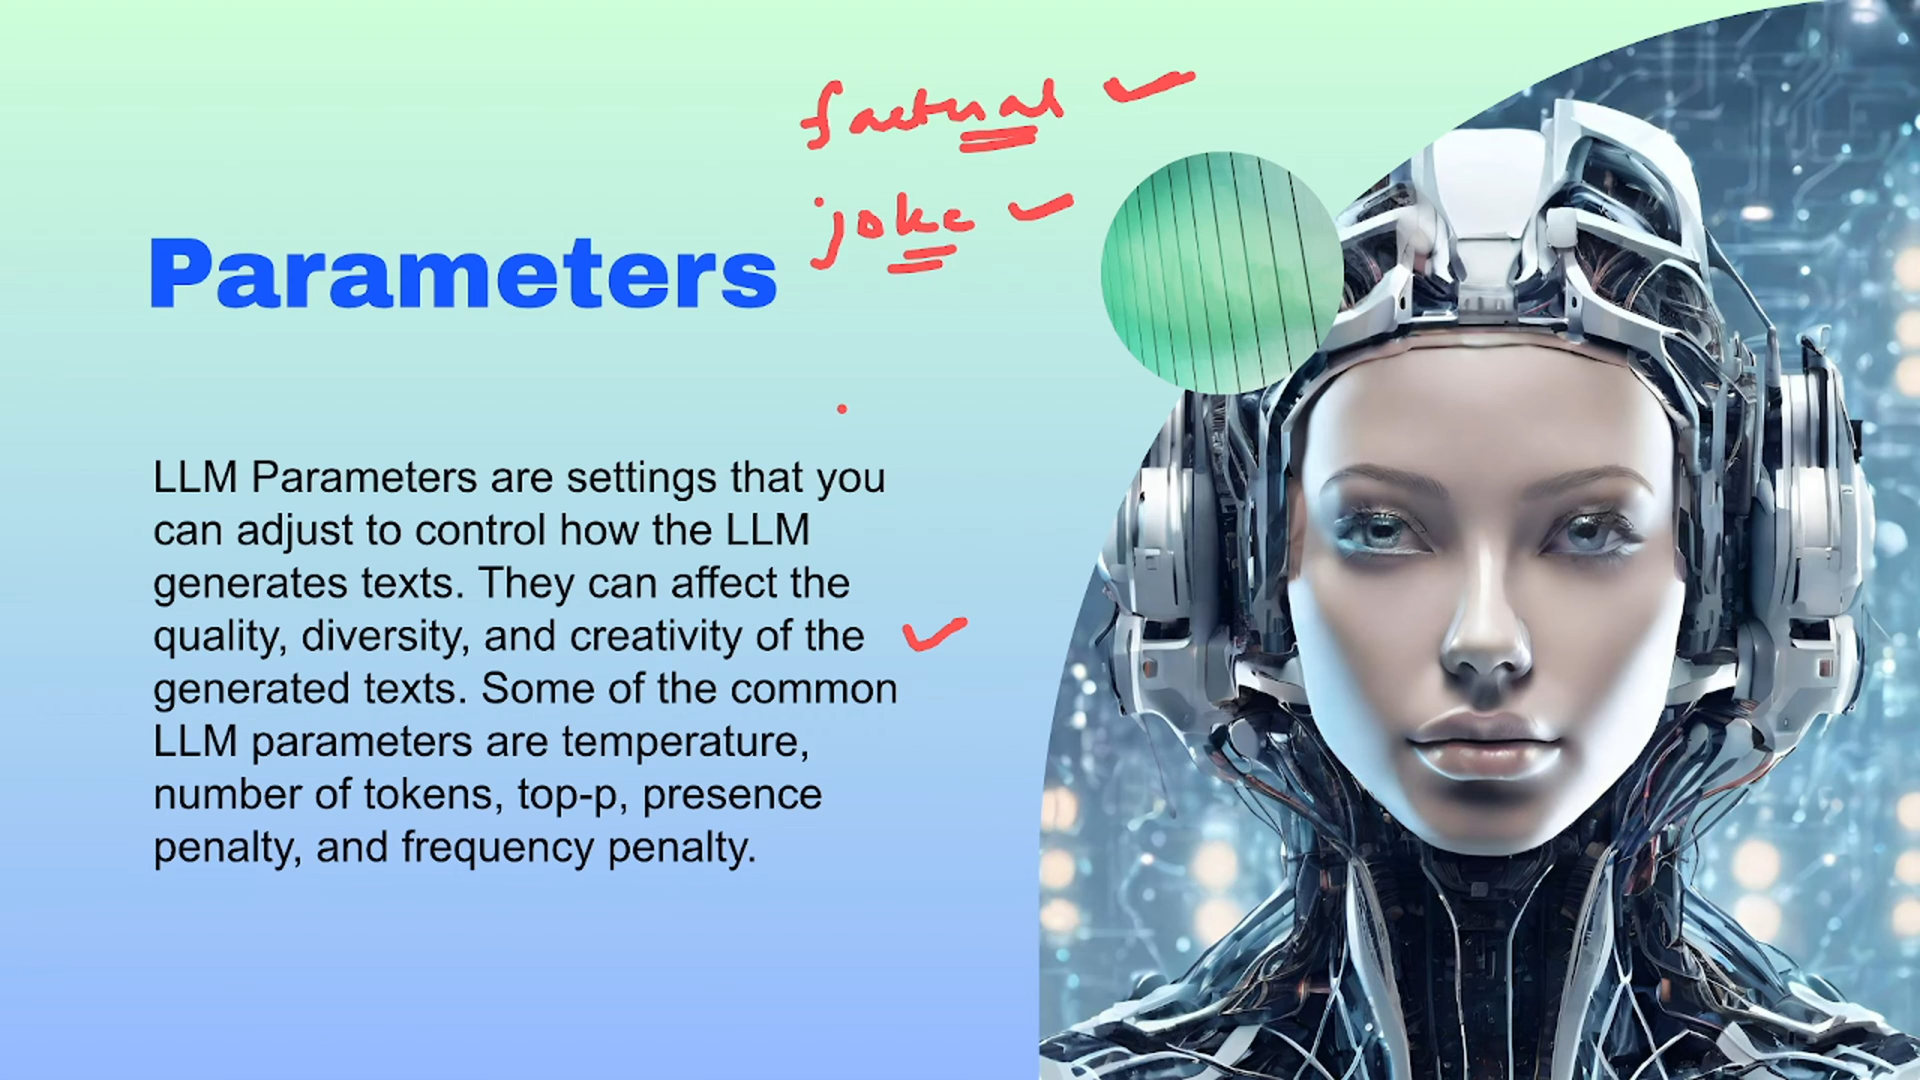 factual
joke
Parameters
LLM Parameters are settings that you
can adjust to control how the LLM
generates texts. They can affect the
quality, diversity, and creativity of the
generated texts. Some of the common
LLM parameters are temperature,
number of tokens, top-p, presence
penalty, and frequency penalty.